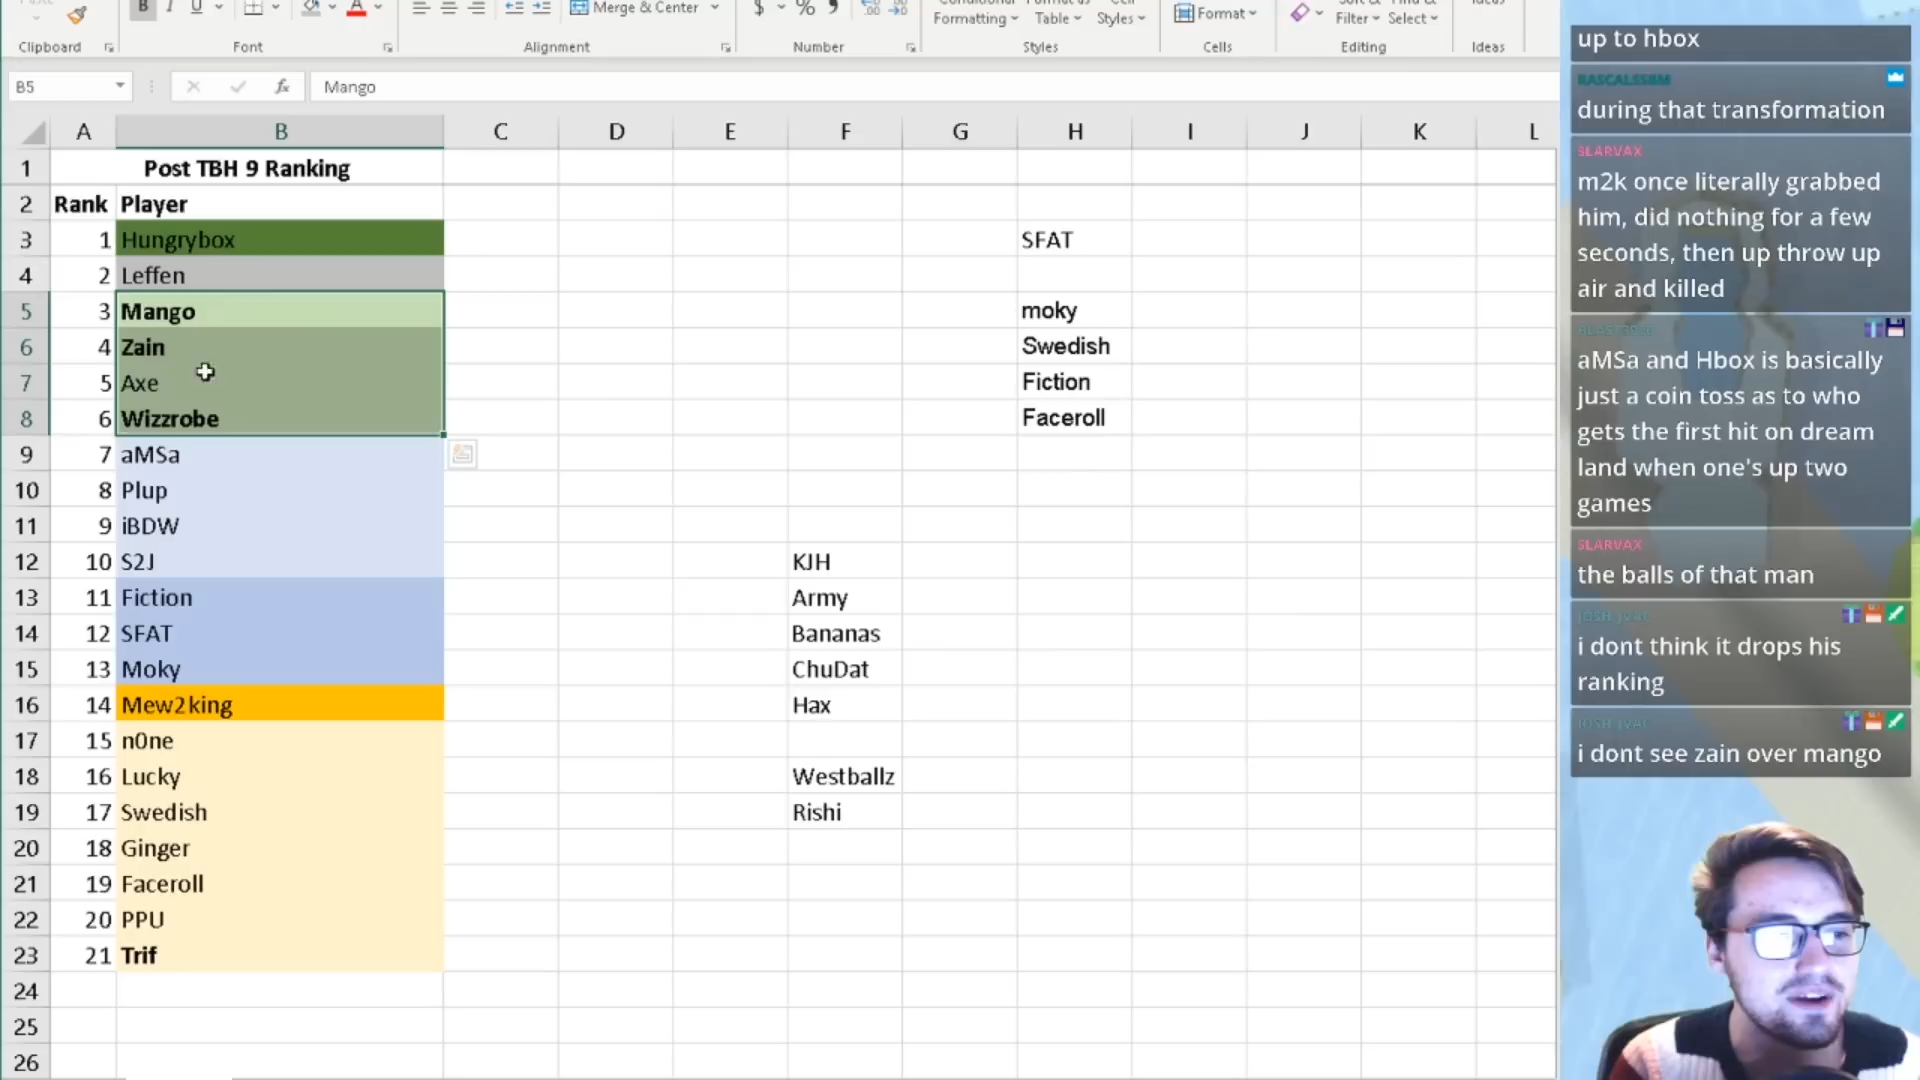 B I U
Merge & Center
$ % 9
Formatting Table Styles
Format
Filter Select
Clipboard Font Alignment Number Styles Cells Editing Ideas
B5 fx Mango
A B C D E F G H I J K L
1 Post TBH 9 Ranking
2 Rank Player
3 1 Hungrybox SFAT
4 2 Leffen
5 3 Mango moky
6 4 Zain Swedish
7 5 Axe Fiction
8 6 Wizzrobe Faceroll
9 7 aMSa
10 8 Plup
11 9 iBDW
12 10 S2J KJH
13 11 Fiction Army
14 12 SFAT Bananas
15 13 Moky ChuDat
16 14 Mew2king Hax
17 15 n0ne
18 16 Lucky Westballz
19 17 Swedish Rishi
20 18 Ginger
21 19 Faceroll
22 20 PPU
23 21 Trif
24
25
26
up to hbox
RASCALSSBM
during that transformation
SLARVAX
m2k once literally grabbed
him, did nothing for a few
seconds, then up throw up
air and killed
aMSa and Hbox is basically
just a coin toss as to who
gets the first hit on dream
land when one's up two
games
SLARVAX
the balls of that man
i dont think it drops his
ranking
i dont see zain over mango